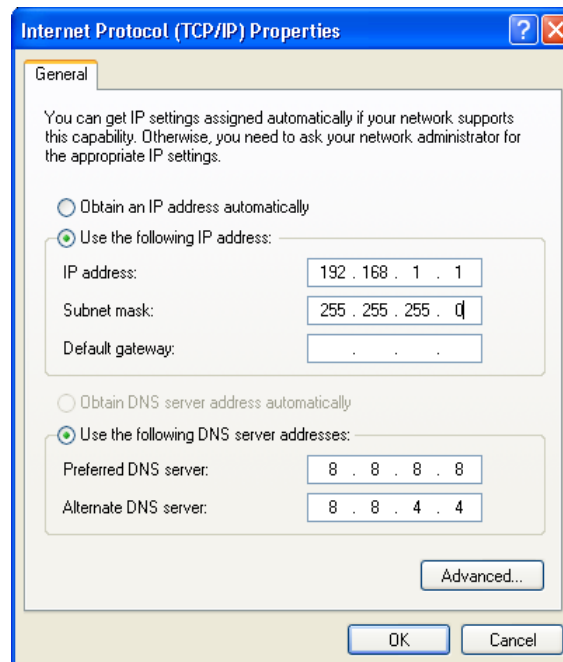 Internet Protocol (TCP/IP) Properties
General
You can get IP settings assigned automatically if your network supports
this capability. Otherwise, you need to ask your network administrator for
the appropriate IP settings.
Obtain an IP address automatically
Use the following IP address:
IP address: 192 . 168 . 1 . 1
Subnet mask: 255 . 255 . 255 . 0
Default gateway: . . .
Obtain DNS server address automatically
Use the following DNS server addresses:
Preferred DNS server: 8 . 8 . 8 . 8
Alternate DNS server: 8 . 8 . 4 . 4
Advanced...
OK Cancel